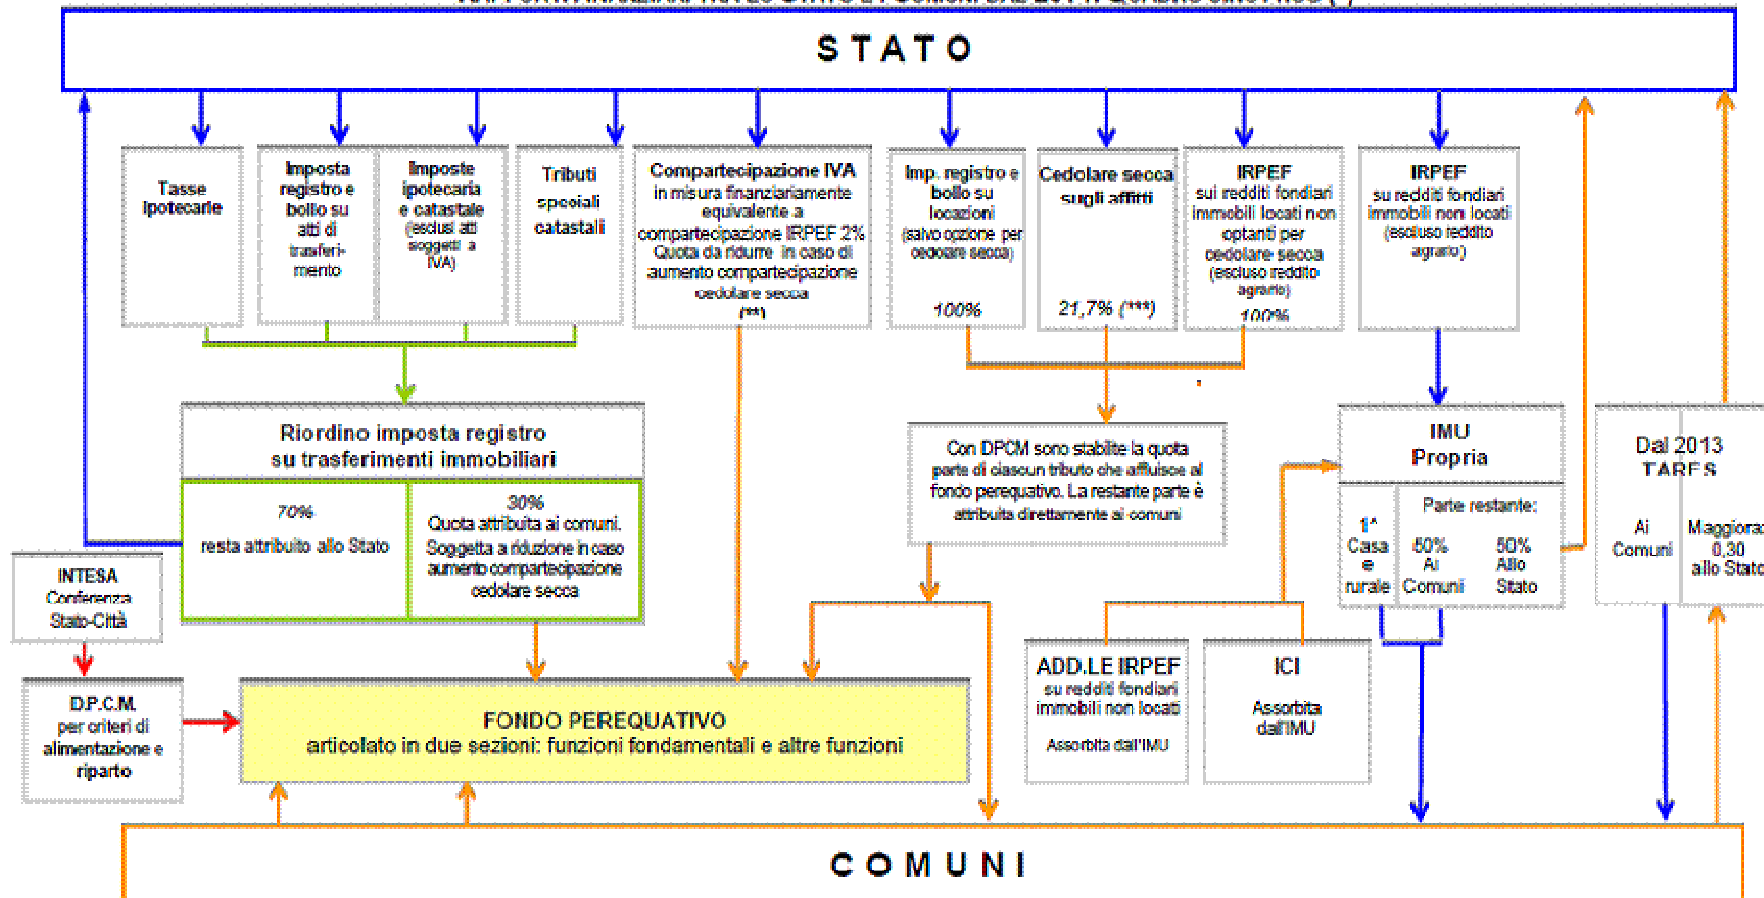 S T A T O
Tasse
ipotecarie
Imposta
registro e
bollo su
atti di
trasferi-
mento
Imposte
ipotecaria
e catastale
(esclusi atti
soggetti a
IVA)
Tributi
speciali
catastali
Compartecipazione IVA
in misura finanziariamente
equivalente a
compartecipazione IRPEF 2%
Quota da ridurre in caso di
aumento compartecipazione
cedolare secca
(**)
Imp. registro e
bollo su
locazioni
(salvo opzione per
cedolare secca)
100%
Cedolare secca
sugli affitti
21,7% (***)
IRPEF
sui redditi fondiari
immobili locati non
optanti per
cedolare secca
(escluso reddito
agrario)
100%
IRPEF
su redditi fondiari
immobili non locati
(escluso reddito
agrario)
Riordino imposta registro
su trasferimenti immobiliari
70%
resta attribuito allo Stato
30%
Quota attribuita ai comuni.
Soggetta a riduzione in caso
aumento compartecipazione
cedolare secca
Con DPCM sono stabilite la quota
parte di ciascun tributo che affluisce al
fondo perequativo. La restante parte è
attribuita direttamente ai comuni
IMU
Propria
1^
Casa
e
rurale
Parte restante:
50%
Ai
Comuni
50%
Allo
Stato
Dal 2013
TARES
Ai
Comuni
Maggioraz
0,30
allo Stato
INTESA
Conferenza
Stato-Città
D.P.C.M.
per criteri di
alimentazione e
riparto
FONDO PEREQUATIVO
articolato in due sezioni: funzioni fondamentali e altre funzioni
ADD.LE IRPEF
su redditi fondiari
immobili non locati
Assorbita dall'IMU
ICI
Assorbita
dall'IMU
C O M U N I